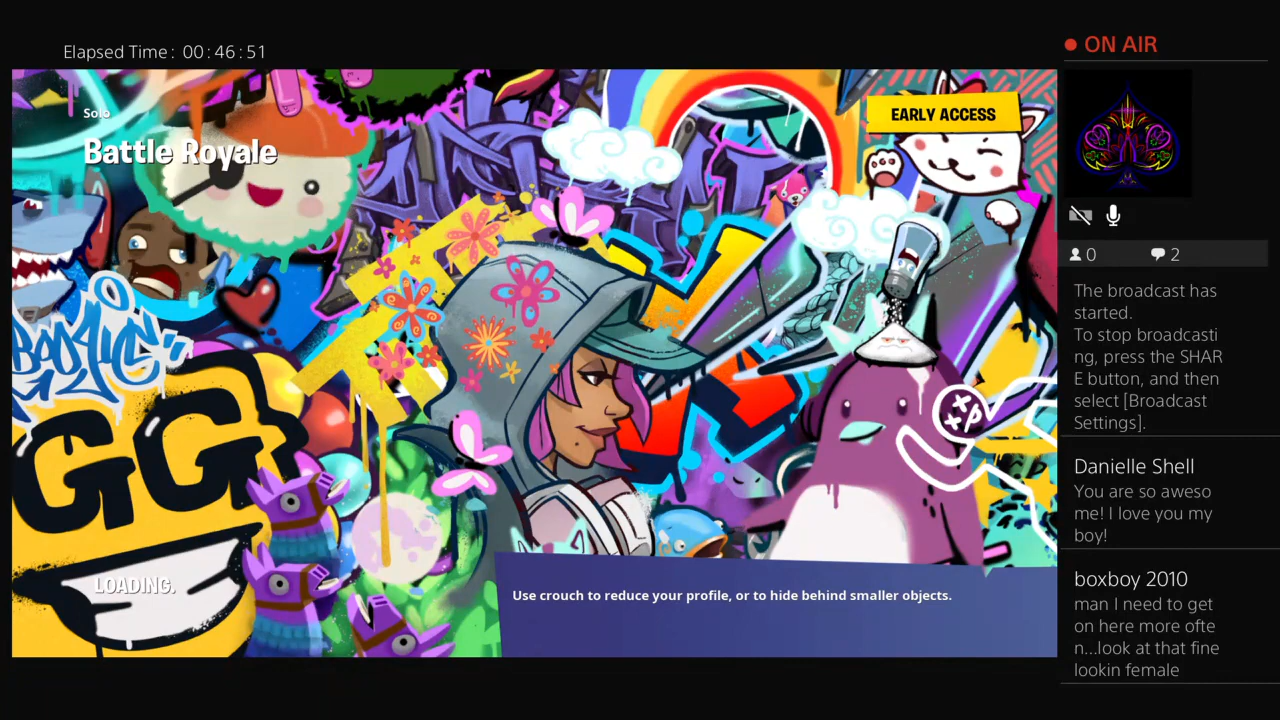 Elapsed Time: 00:46:51
ON AIR
Solo
Battle Royale
EARLY ACCESS
0
2
The broadcast has
started.
To stop broadcasti
ng, press the SHAR
E button, and then
select [Broadcast
Settings].
Danielle Shell
You are so aweso
me! I love you my
boy!
boxboy 2010
man I need to get
on here more ofte
n...look at that fine
lookin female
GG
LOADING.
Use crouch to reduce your profile, or to hide behind smaller objects.